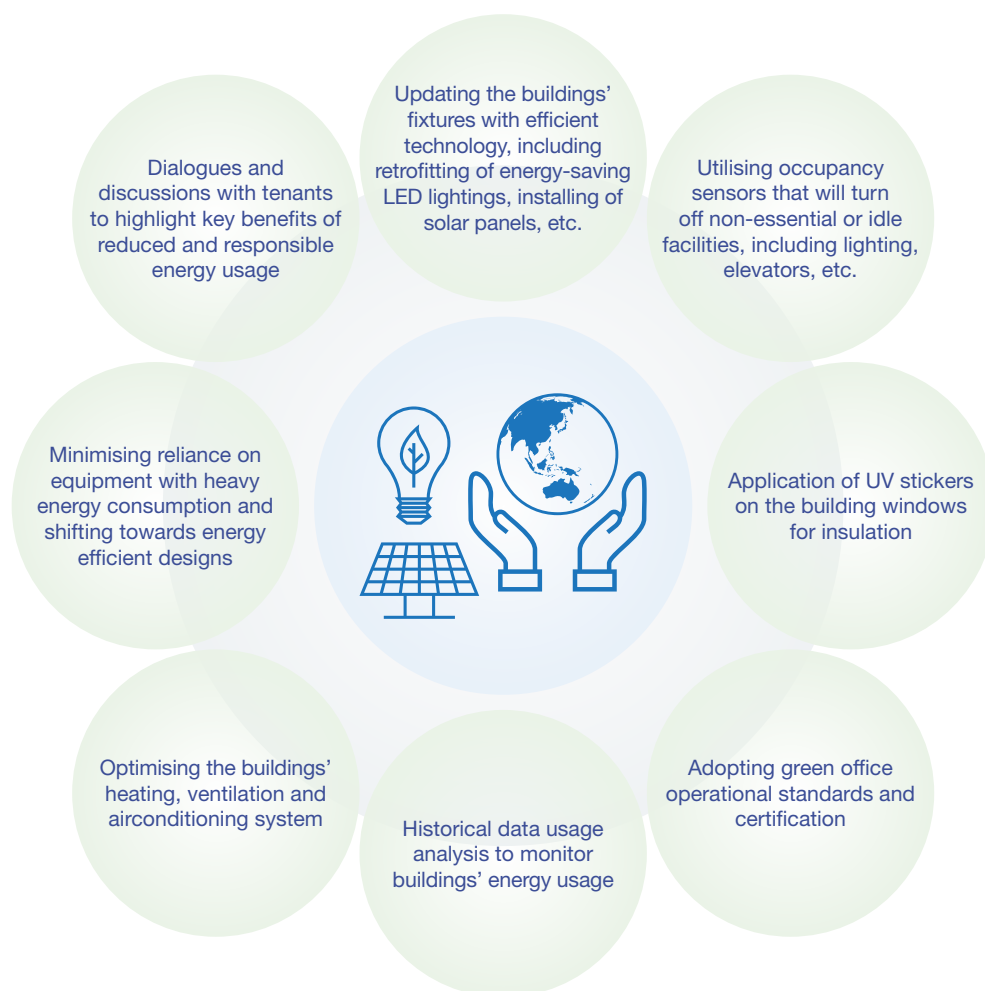 Updating the buildings’
fixtures with efficient
technology, including
retrofitting of energy-saving
LED lightings, installing of
solar panels, etc.
Utilising occupancy
sensors that will turn
off non-essential or idle
facilities, including lighting,
elevators, etc.
Application of UV stickers
on the building windows
for insulation
Adopting green office
operational standards and
certification
Historical data usage
analysis to monitor
buildings’ energy usage
Optimising the buildings’
heating, ventilation and
airconditioning system
Minimising reliance on
equipment with heavy
energy consumption and
shifting towards energy
efficient designs
Dialogues and
discussions with tenants
to highlight key benefits of
reduced and responsible
energy usage